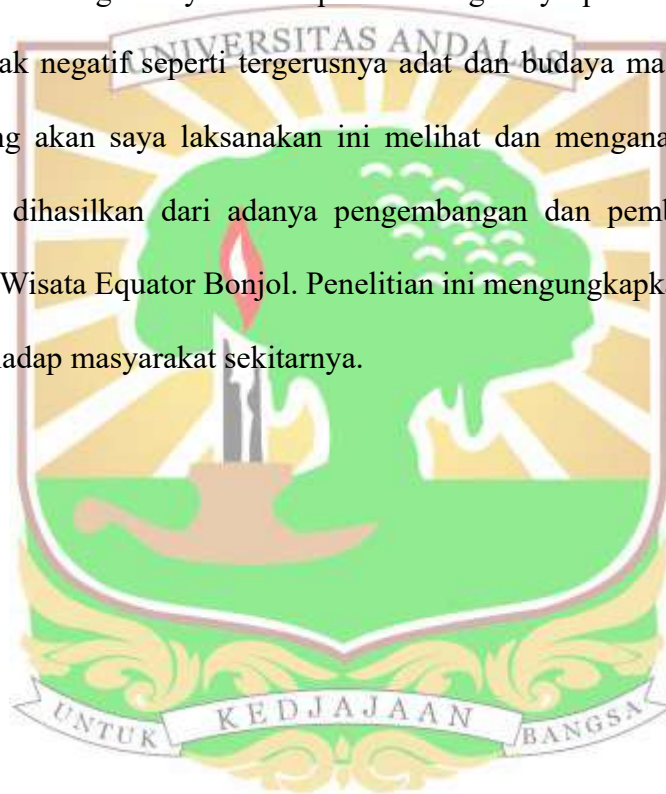 UNIVERSITAS ANDALAS
ak negatif seperti tergerusnya adat dan budaya ma
ng akan saya laksanakan ini melihat dan mengana
dihasilkan dari adanya pengembangan dan pemb
Wisata Equator Bonjol. Penelitian ini mengungkapk
hadap masyarakat sekitarnya.
UNTUK KEDJAJAAN BANGSA